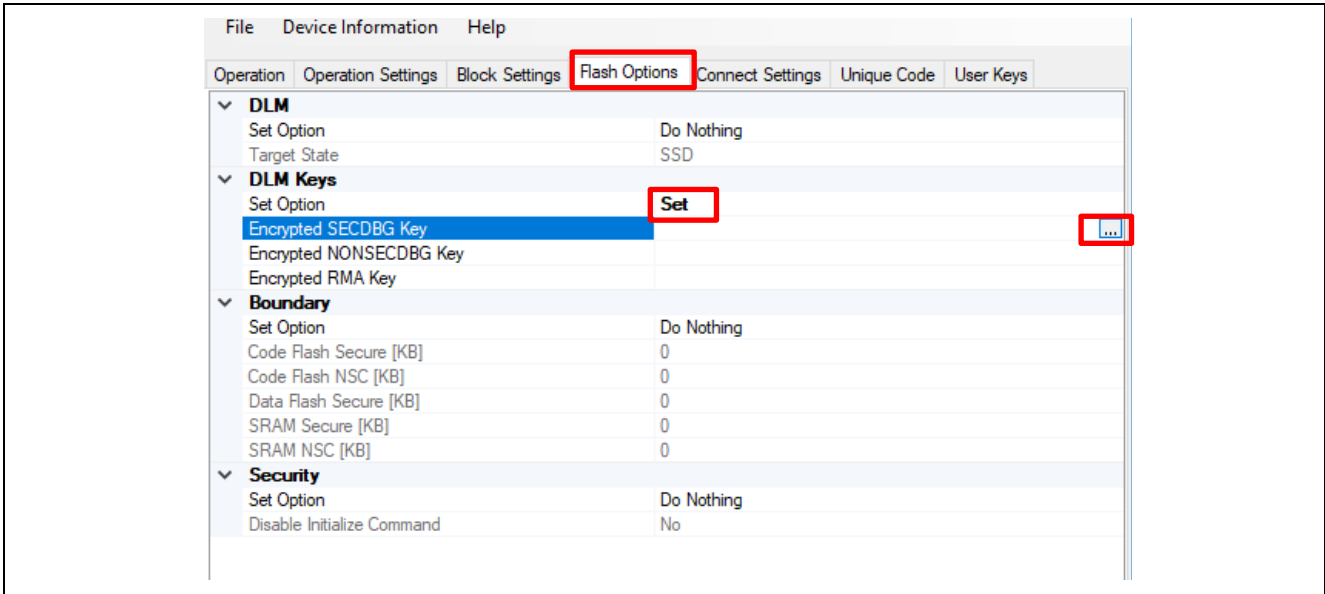 File Device Information Help
Operation Operation Settings Block Settings Flash Options Connect Settings Unique Code User Keys
DLM
Set Option Do Nothing
Target State SSD
DLM Keys
Set Option Set
Encrypted SECDBG Key ...
Encrypted NONSECDBG Key
Encrypted RMA Key
Boundary
Set Option Do Nothing
Code Flash Secure [KB] 0
Code Flash NSC [KB] 0
Data Flash Secure [KB] 0
SRAM Secure [KB] 0
SRAM NSC [KB] 0
Security
Set Option Do Nothing
Disable Initialize Command No